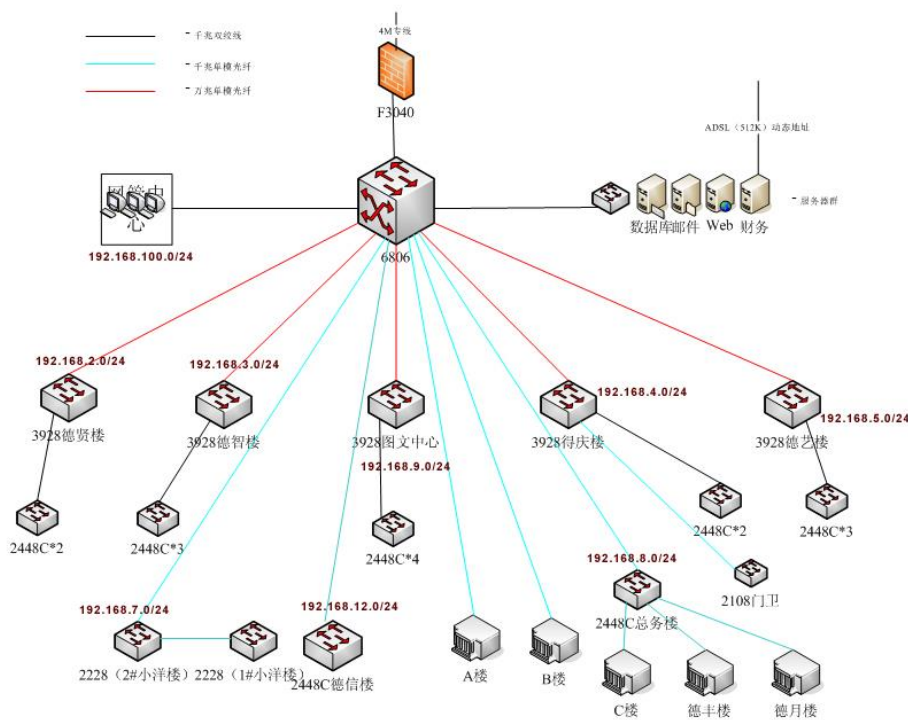 4M专线
- 千兆双绞线
- 千兆单模光纤
- 万兆单模光纤
F3040
ADSL（512K）动态地址
网管中心
192.168.100.0/24
6806
数据库
邮件
Web
财务
- 服务器群
192.168.2.0/24
3928德贤楼
192.168.3.0/24
3928德智楼
3928图文中心
192.168.9.0/24
192.168.4.0/24
3928得庆楼
192.168.5.0/24
3928德艺楼
2448C*2
2448C*3
2448C*4
2448C*2
2448C*3
192.168.7.0/24
2228（2#小洋楼）
2228（1#小洋楼）
192.168.12.0/24
2448C德信楼
A楼
B楼
192.168.8.0/24
2448C总务楼
2108门卫
C楼
德丰楼
德月楼